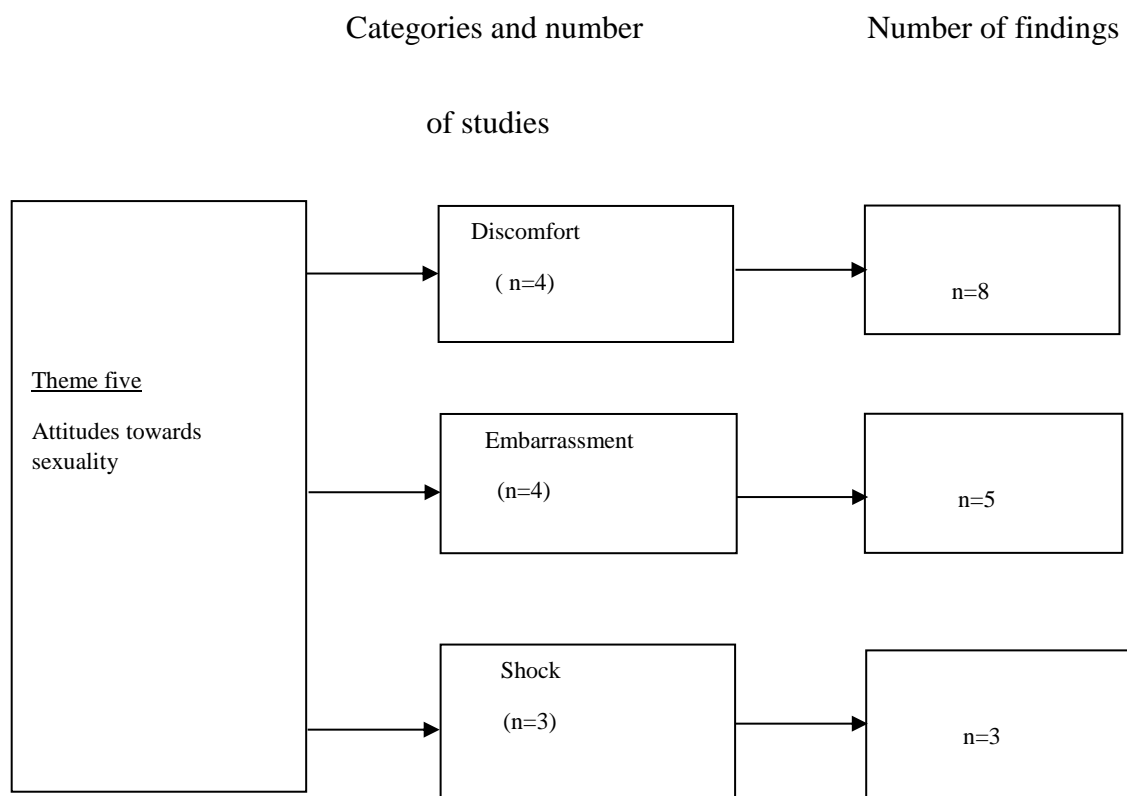 Categories and number
of studies
Number of findings
Theme five
Attitudes towards
sexuality
Discomfort
( n=4)
n=8
Embarrassment
(n=4)
n=5
Shock
(n=3)
n=3